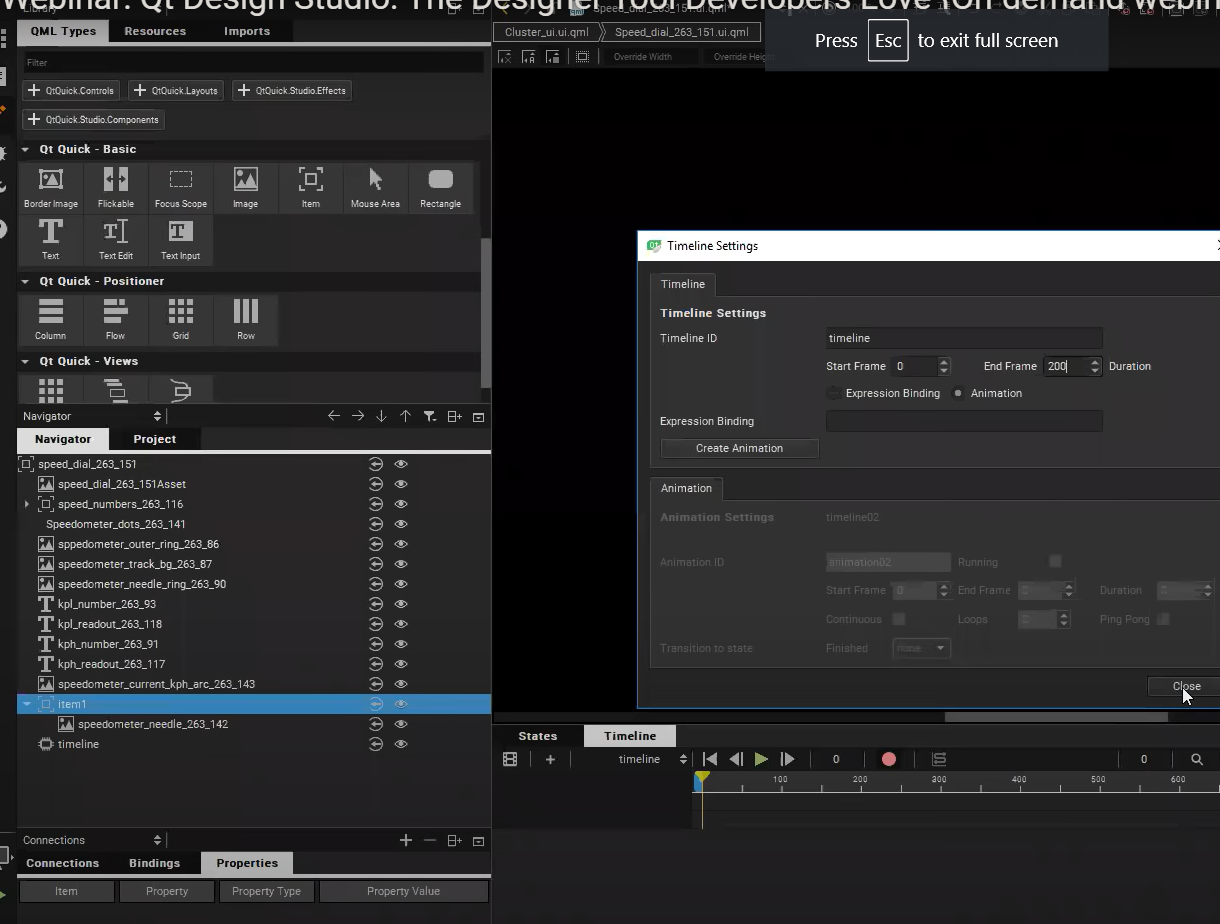 Webinar: Qt Design Studio: The Designer Tool Developers Love (on-demand webin
Library
Speed_dial_263_151.ui.qml
Press Esc to exit full screen
QML Types Resources Imports
Cluster_ui.ui.qml Speed_dial_263_151.ui.qml
Filter
Override Width Override Height
QtQuick.Controls QtQuick.Layouts QtQuick.Studio.Effects
QtQuick.Studio.Components
Qt Quick - Basic
Border Image Flickable Focus Scope Image Item Mouse Area Rectangle
Text Text Edit Text Input
Qt Quick - Positioner
Column Flow Grid Row
Qt Quick - Views
Navigator
Navigator Project
speed_dial_263_151
speed_dial_263_151Asset
speed_numbers_263_116
Speedometer_dots_263_141
sppedometer_outer_ring_263_86
speedometer_track_bg_263_87
speedometer_needle_ring_263_90
kpl_number_263_93
kpl_readout_263_118
kph_number_263_91
kph_readout_263_117
speedometer_current_kph_arc_263_143
item1
speedometer_needle_263_142
timeline
Connections
Connections Bindings Properties
Item Property Property Type Property Value
Timeline Settings
Timeline
Timeline Settings
Timeline ID timeline
Start Frame 0 End Frame 200 Duration
Expression Binding Animation
Expression Binding
Create Animation
Animation
Animation Settings timeline02
Animation ID animation02 Running
Start Frame 0 End Frame Duration
Continuous Loops Ping Pong
Transition to state Finished none
Close
States Timeline
timeline 0 0
100 200 300 400 500 600